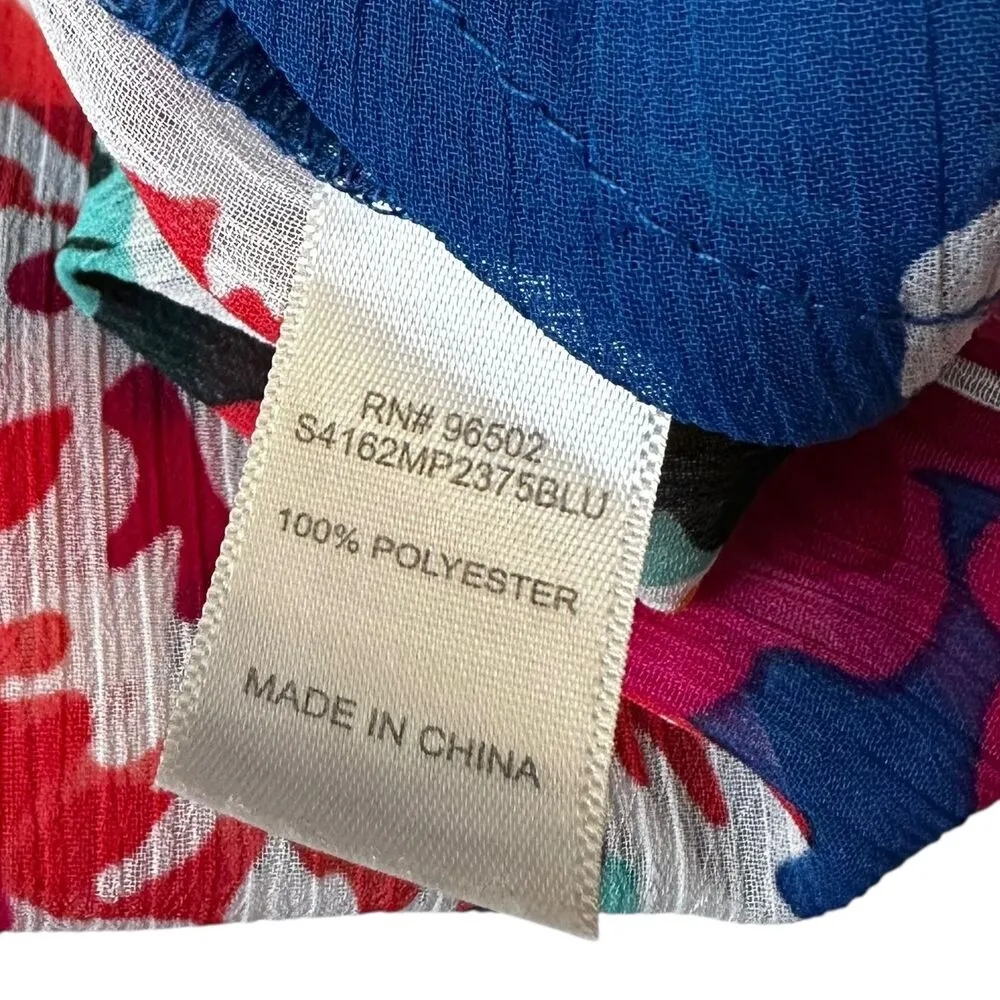 RN# 96502
S4162MP2375BLU
100% POLYESTER
MADE IN CHINA